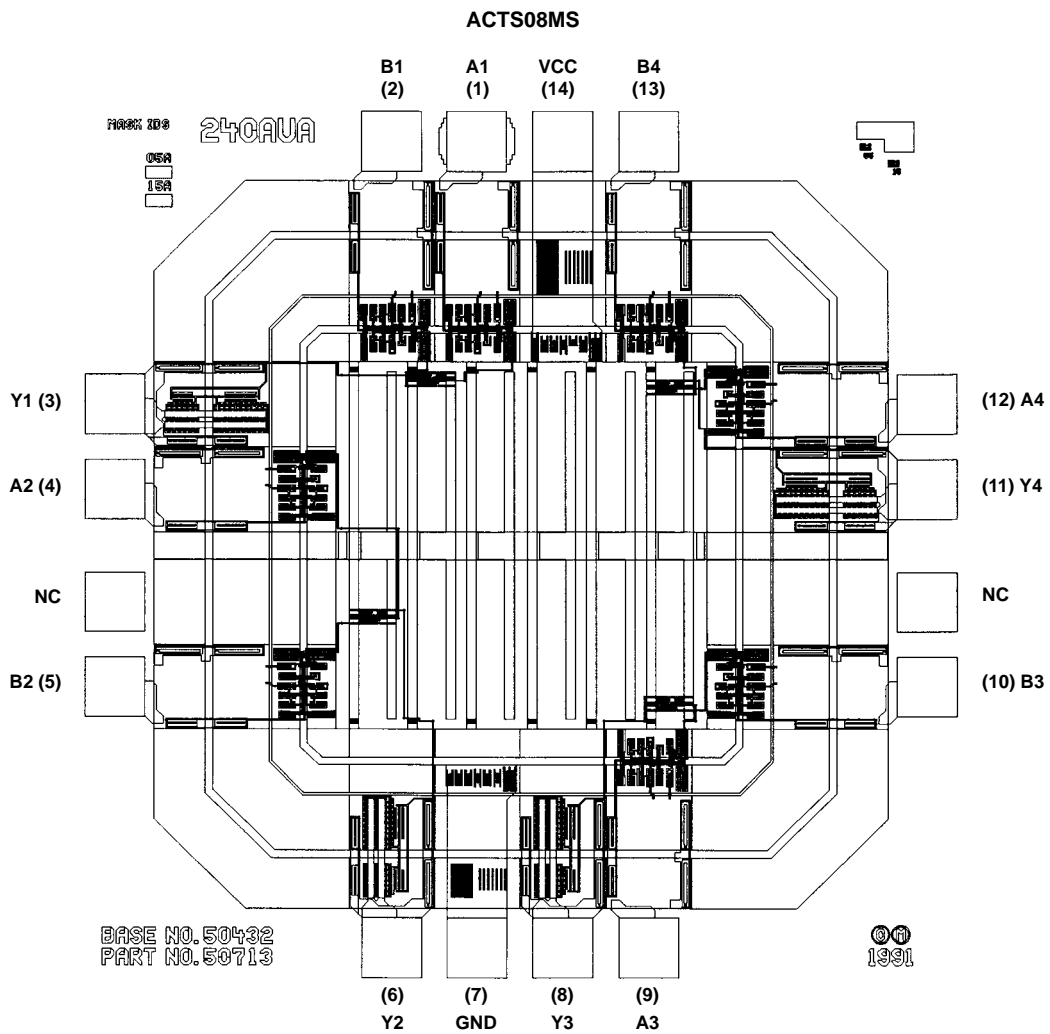 ACTS08MS
B1
(2)
A1
(1)
VCC
(14)
B4
(13)
MASK IDS
240AUA
05A
15A
Y1 (3)
(12) A4
A2 (4)
(11) Y4
NC
NC
B2 (5)
(10) B3
BASE NO. 50432
PART NO. 50713
1991
(6)
Y2
(7)
GND
(8)
Y3
(9)
A3